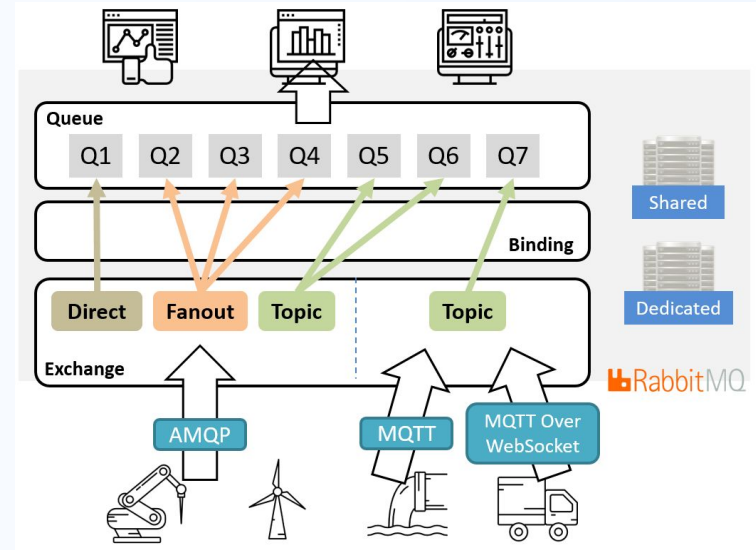 Queue
Q1 Q2 Q3 Q4 Q5 Q6 Q7
Shared
Binding
Dedicated
Direct Fanout Topic Topic
Exchange
RabbitMQ
AMQP
MQTT
MQTT Over
WebSocket